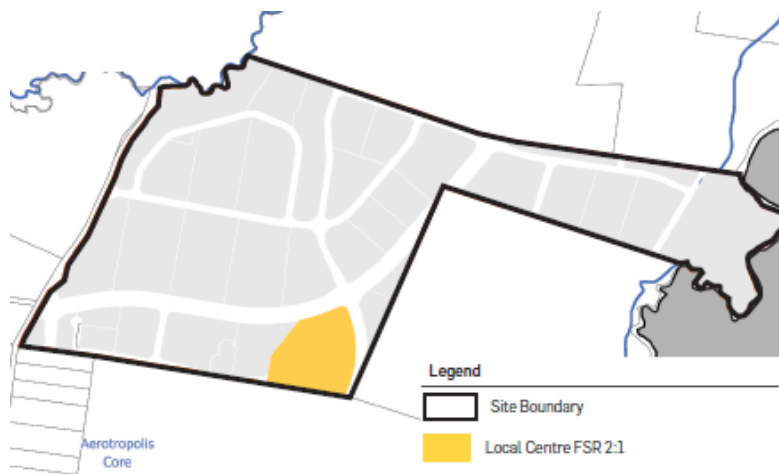 Legend
Site Boundary
Local Centre FSR 2:1
Aerotropolis
Core